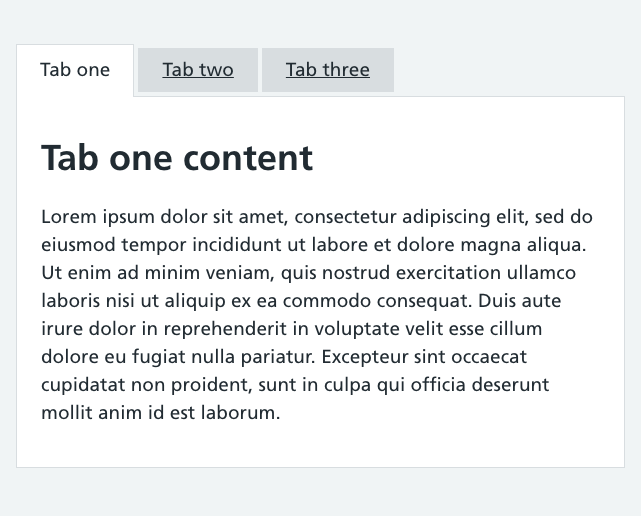 Tab one Tab two Tab three
Tab one content
Lorem ipsum dolor sit amet, consectetur adipiscing elit, sed do
eiusmod tempor incididunt ut labore et dolore magna aliqua.
Ut enim ad minim veniam, quis nostrud exercitation ullamco
laboris nisi ut aliquip ex ea commodo consequat. Duis aute
irure dolor in reprehenderit in voluptate velit esse cillum
dolore eu fugiat nulla pariatur. Excepteur sint occaecat
cupidatat non proident, sunt in culpa qui officia deserunt
mollit anim id est laborum.